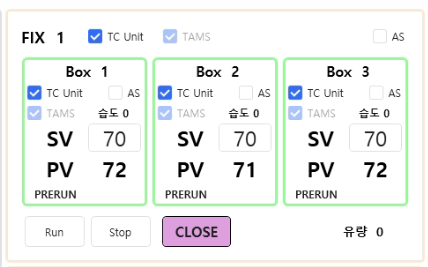 FIX 1 TC Unit TAMS AS
Box 1 Box 2 Box 3
TC Unit AS TC Unit AS TC Unit AS
TAMS 습도 0 TAMS 습도 0 TAMS 습도 0
SV 70 SV 70 SV 70
PV 72 PV 71 PV 72
PRERUN PRERUN PRERUN
Run Stop CLOSE 유량 0